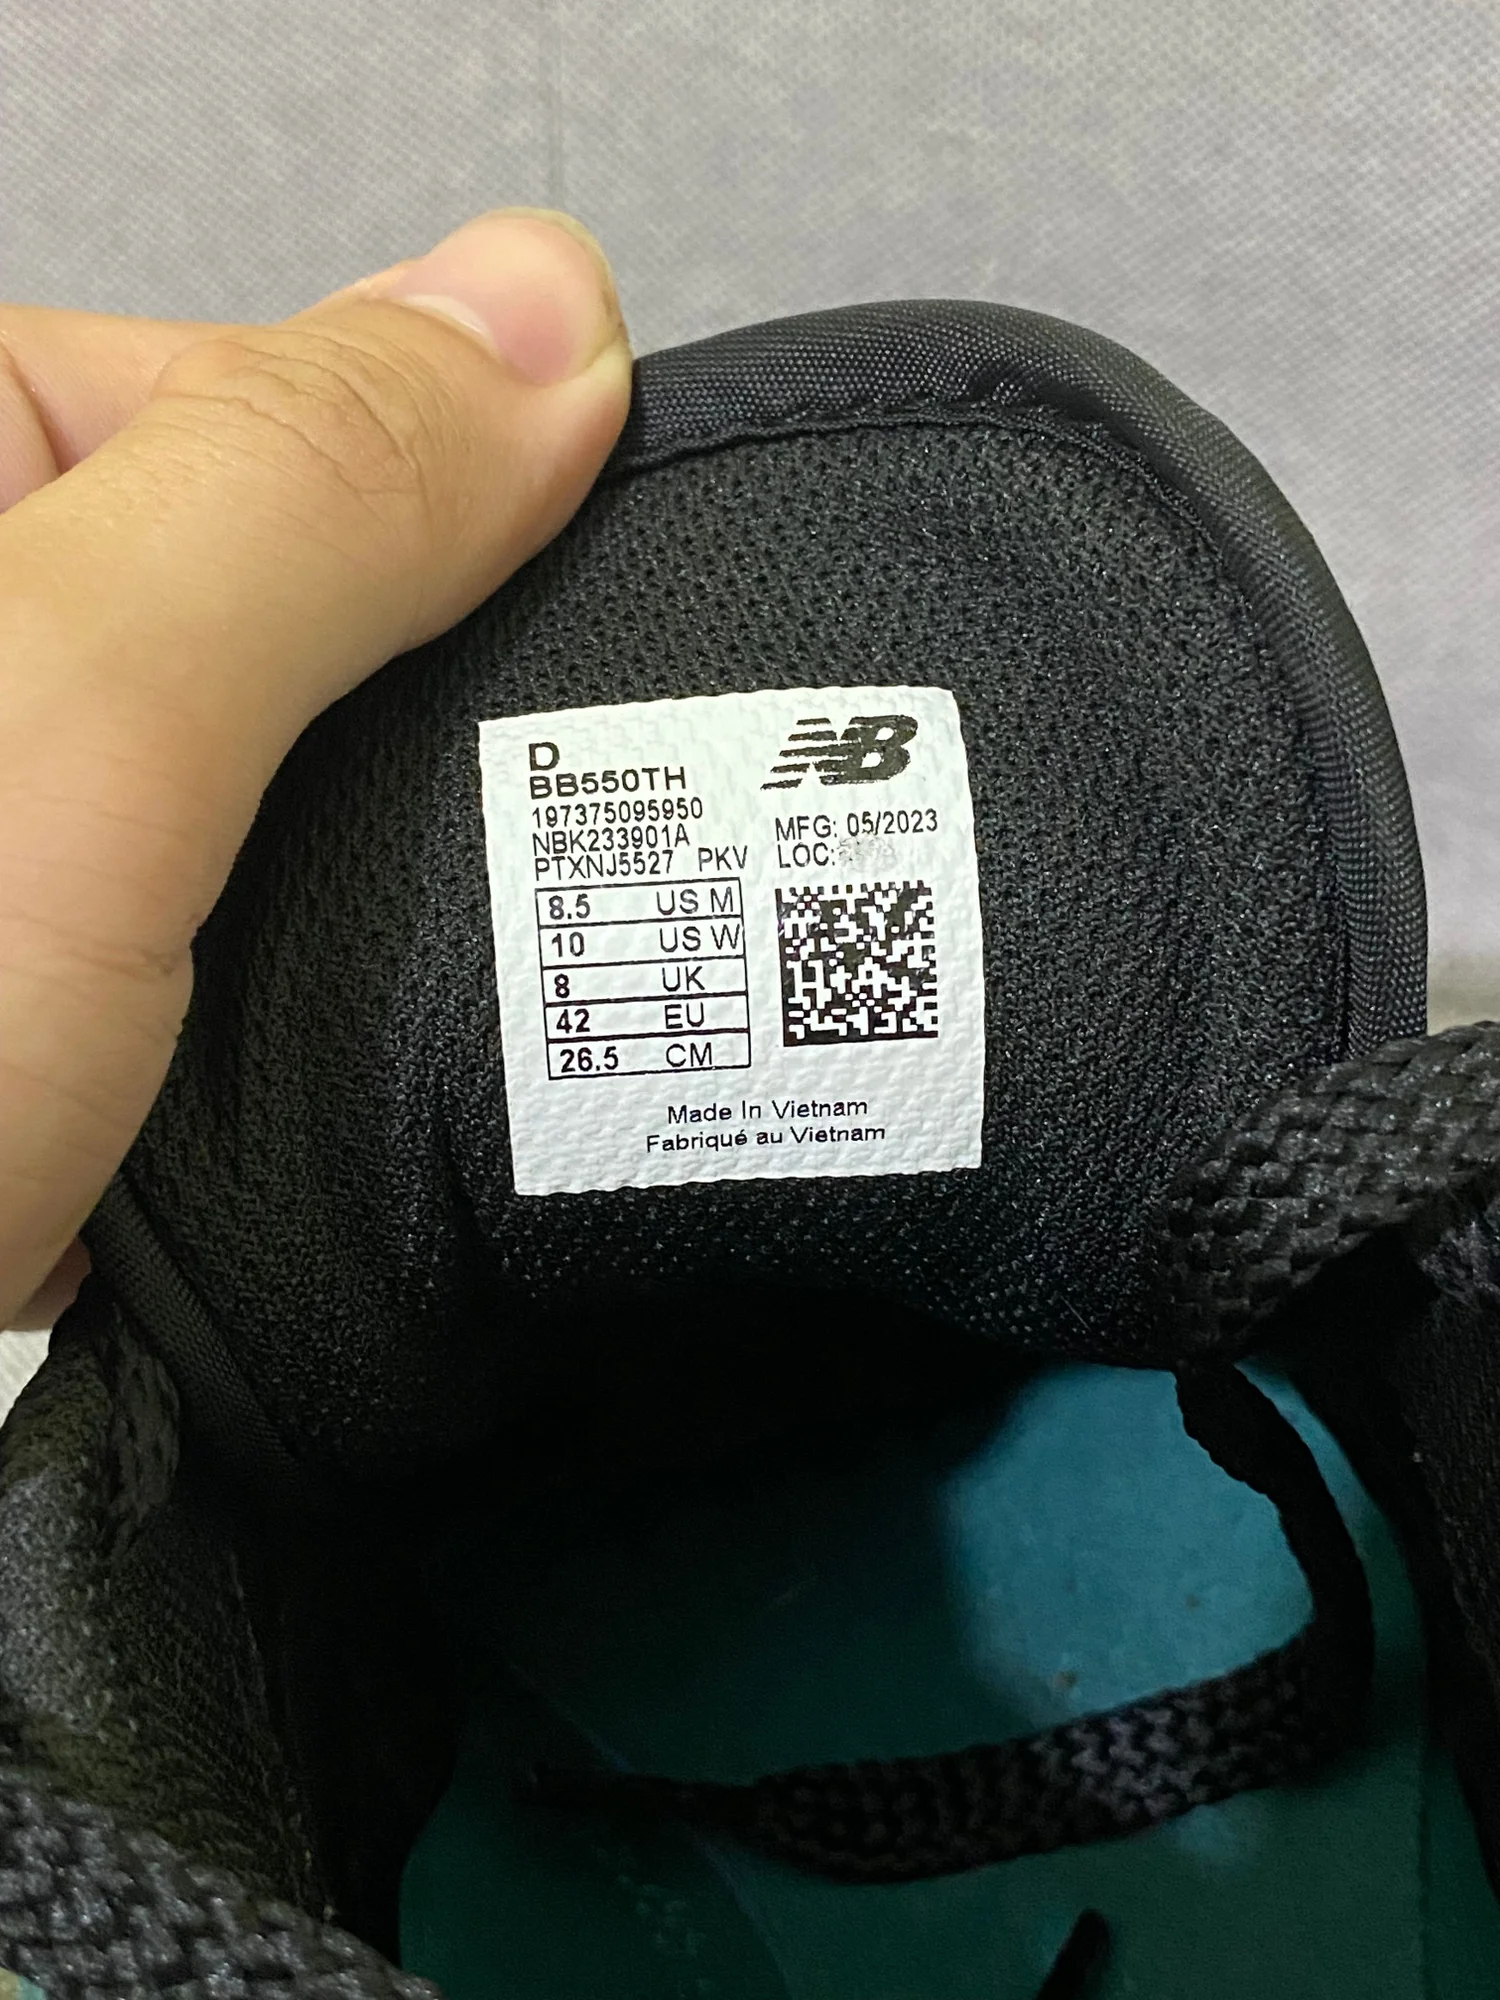 D
NB
BB550TH
197375095950
NBK233901A
PTXNJ5527 PKV
MFG: 05/2023
LOC:
8.5 US M
10 US W
8 UK
42 EU
26.5 CM
Made In Vietnam
Fabriqué au Vietnam